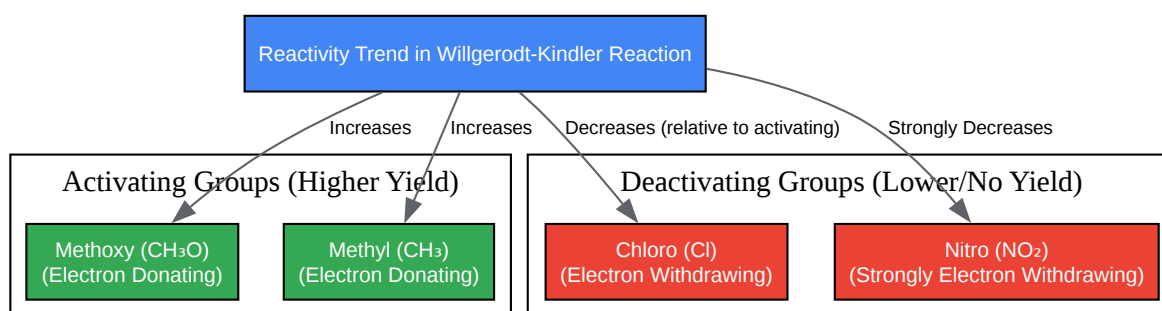 Reactivity Trend in Willgerodt-Kindler Reaction
Increases
Increases
Decreases (relative to activating)
Strongly Decreases
Activating Groups (Higher Yield)
Deactivating Groups (Lower/No Yield)
Methoxy (CH₃O)
(Electron Donating)
Methyl (CH₃)
(Electron Donating)
Chloro (Cl)
(Electron Withdrawing)
Nitro (NO₂)
(Strongly Electron Withdrawing)